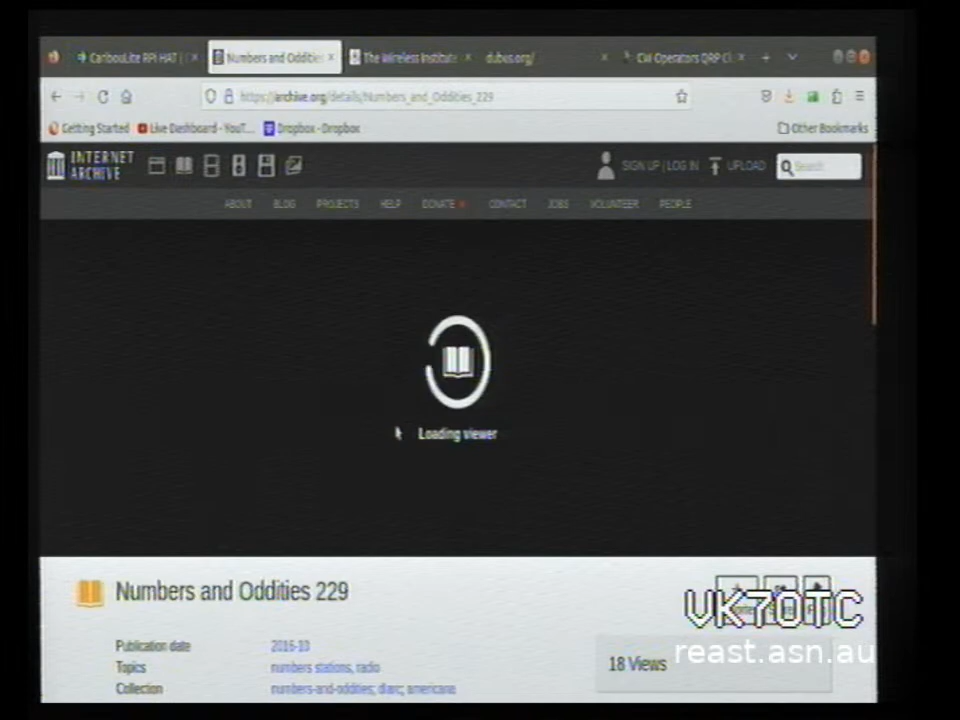 CaribouLite RPi HAT |
Numbers and Oddities
The Wireless Institute
dubus.org/
CW Operators QRP Cl
https://archive.org/details/Numbers_and_Oddities_229
Getting Started
Live Dashboard - YouT...
Dropbox - Dropbox
Other Bookmarks
INTERNET
ARCHIVE
SIGN UP | LOG IN
UPLOAD
Search
ABOUT BLOG PROJECTS HELP DONATE CONTACT JOBS VOLUNTEER PEOPLE
Loading viewer
Numbers and Oddities 229
VK7OTC
Publication date 2016-10
Topics numbers stations, radio
Collection numbers-and-oddities; dlarc; americana
18 Views
reast.asn.au